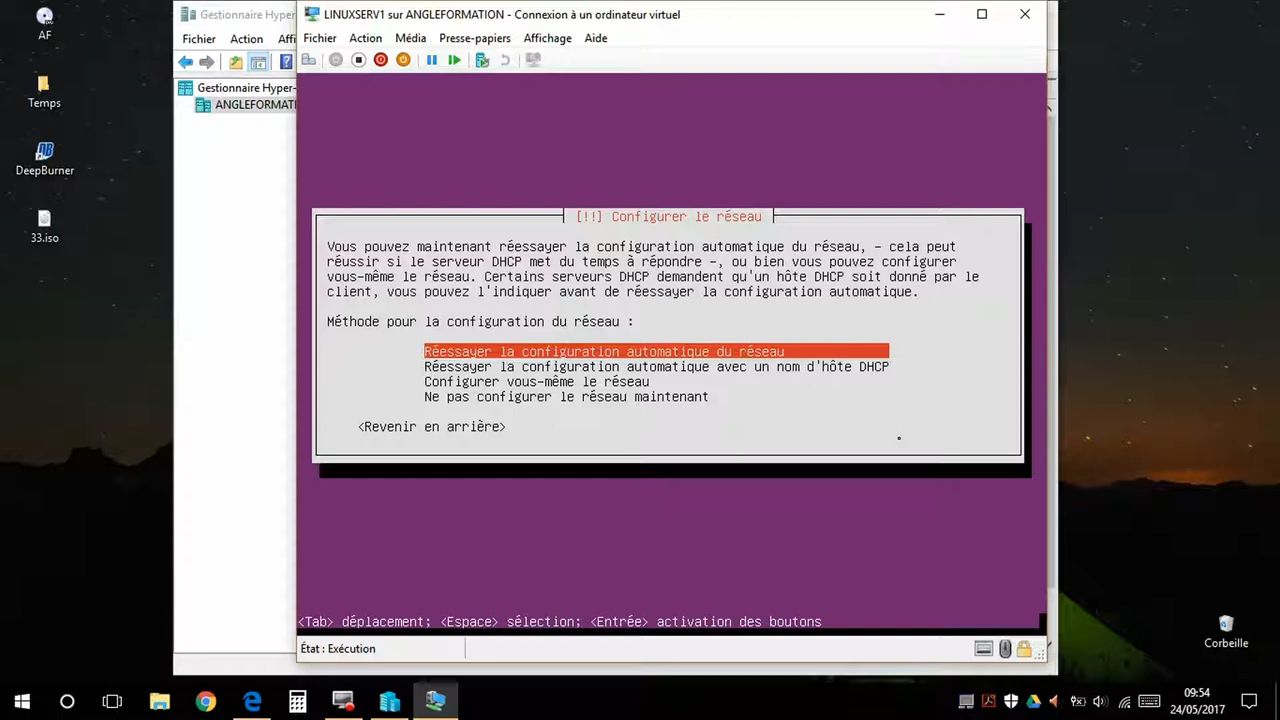 AF
Temps
DeepBurner
33.iso
Gestionnaire Hyper-
Fichier Action Affi
Gestionnaire Hyper-
ANGLEFORMATI
LINUXSERV1 sur ANGLEFORMATION - Connexion à un ordinateur virtuel
Fichier Action Média Presse-papiers Affichage Aide
[!!] Configurer le réseau
Vous pouvez maintenant réessayer la configuration automatique du réseau, – cela peut
réussir si le serveur DHCP met du temps à répondre –, ou bien vous pouvez configurer
vous-même le réseau. Certains serveurs DHCP demandent qu'un hôte DHCP soit donné par le
client, vous pouvez l'indiquer avant de réessayer la configuration automatique.
Méthode pour la configuration du réseau :
Réessayer la configuration automatique du réseau
Réessayer la configuration automatique avec un nom d'hôte DHCP
Configurer vous-même le réseau
Ne pas configurer le réseau maintenant
<Revenir en arrière>
<Tab> déplacement; <Espace> sélection; <Entrée> activation des boutons
État : Exécution
Corbeille
09:54
24/05/2017